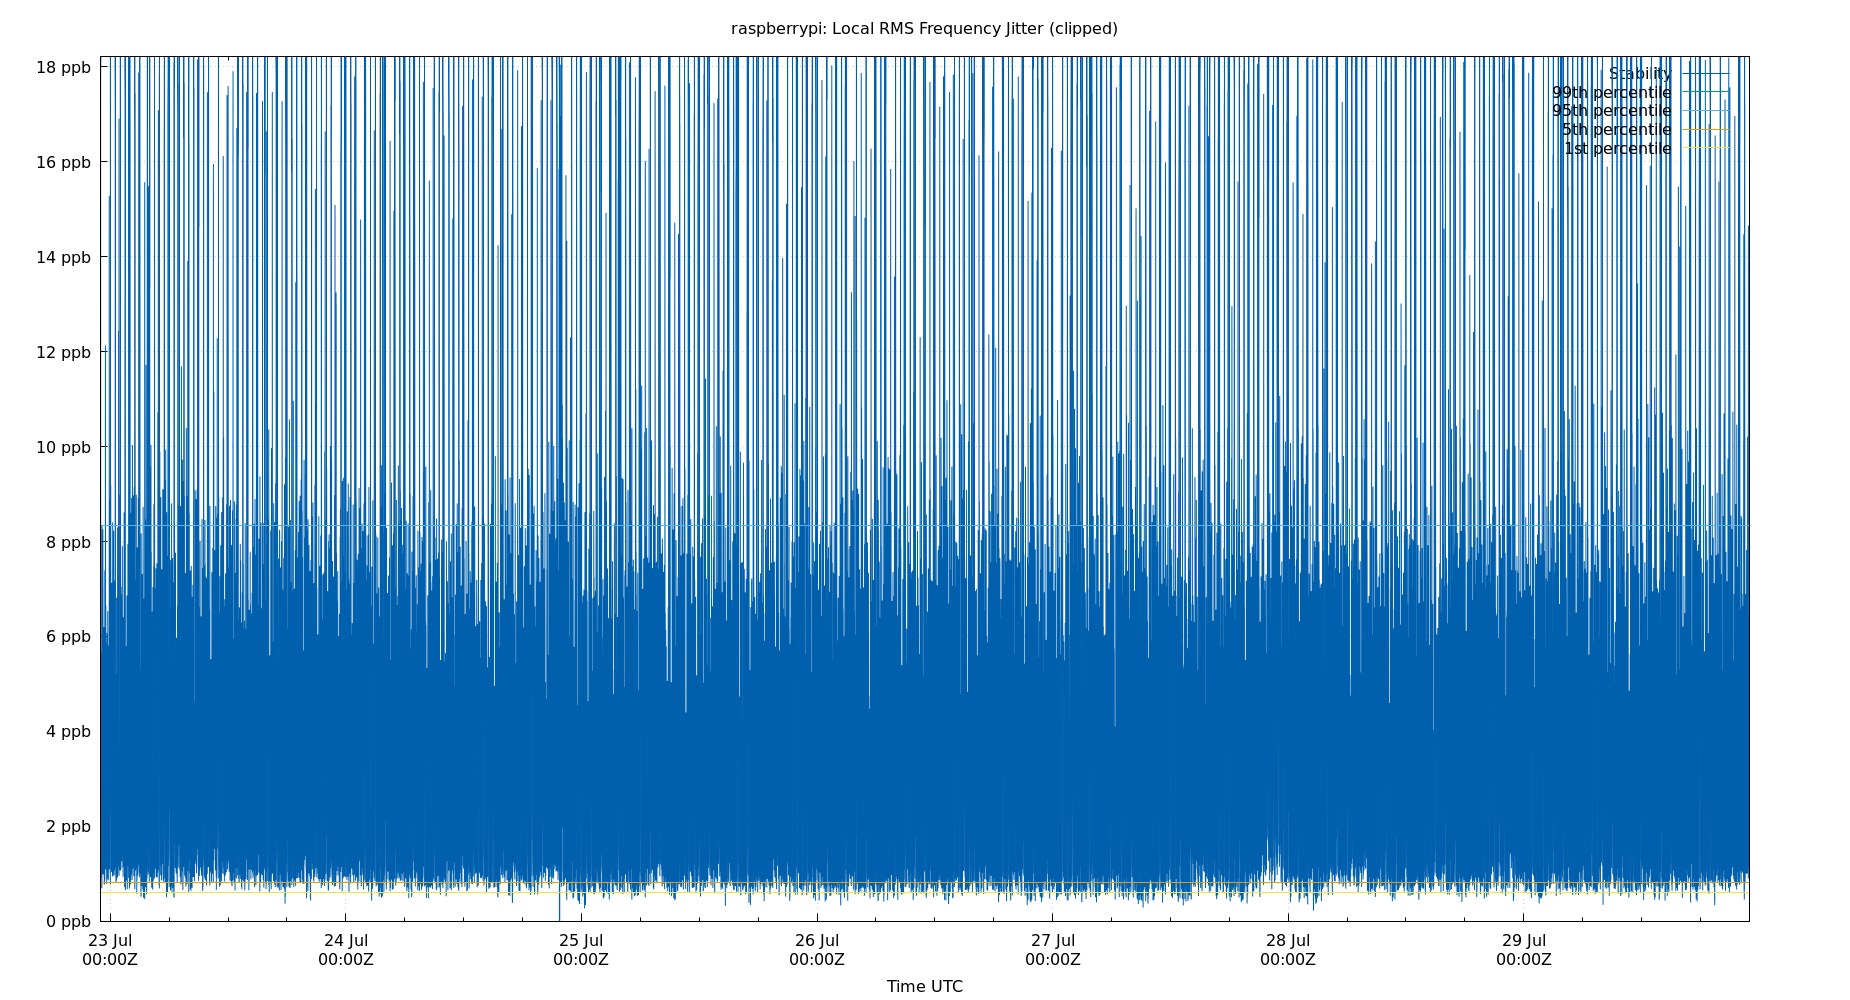 raspberrypi: Local RMS Frequency Jitter (clipped)
18 ppb
16 ppb
14 ppb
12 ppb
10 ppb
8 ppb
6 ppb
4 ppb
2 ppb
0 ppb
Stability
99th percentile
95th percentile
5th percentile
1st percentile
23 Jul 24 Jul 25 Jul 26 Jul 27 Jul 28 Jul 29 Jul
00:00Z 00:00Z 00:00Z 00:00Z 00:00Z 00:00Z 00:00Z
Time UTC